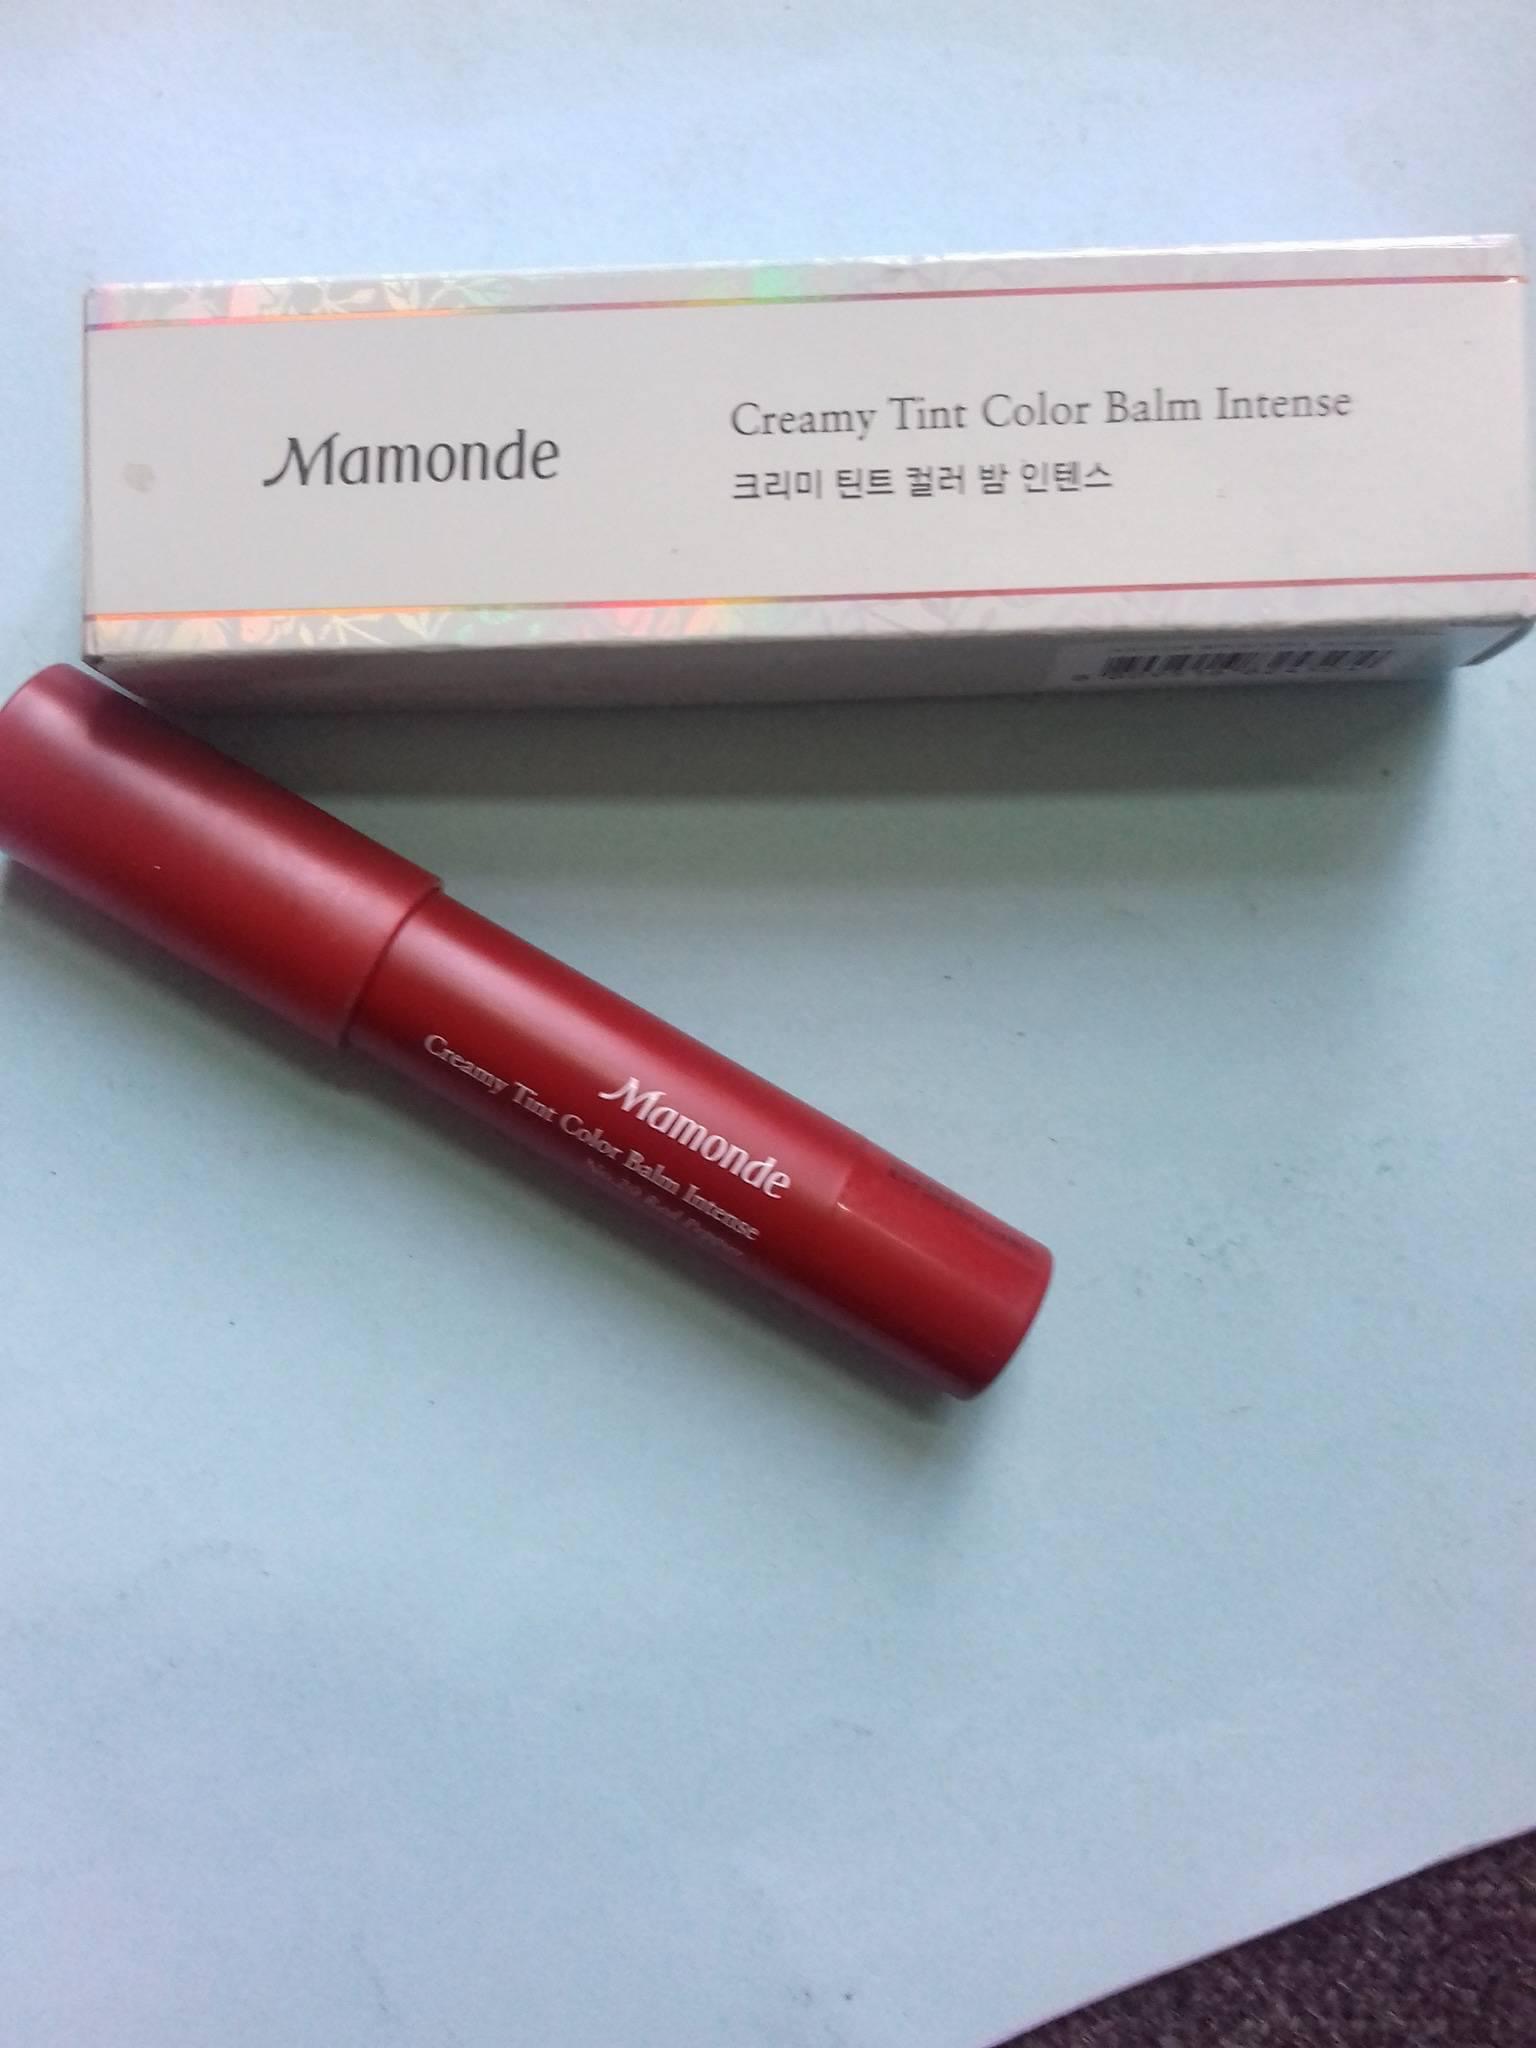 Mamonde
Creamy Tint Color Balm Intense
크리미 틴트 컬러 밤 인텐스
Mamonde
Creamy Tint Color Balm Intense